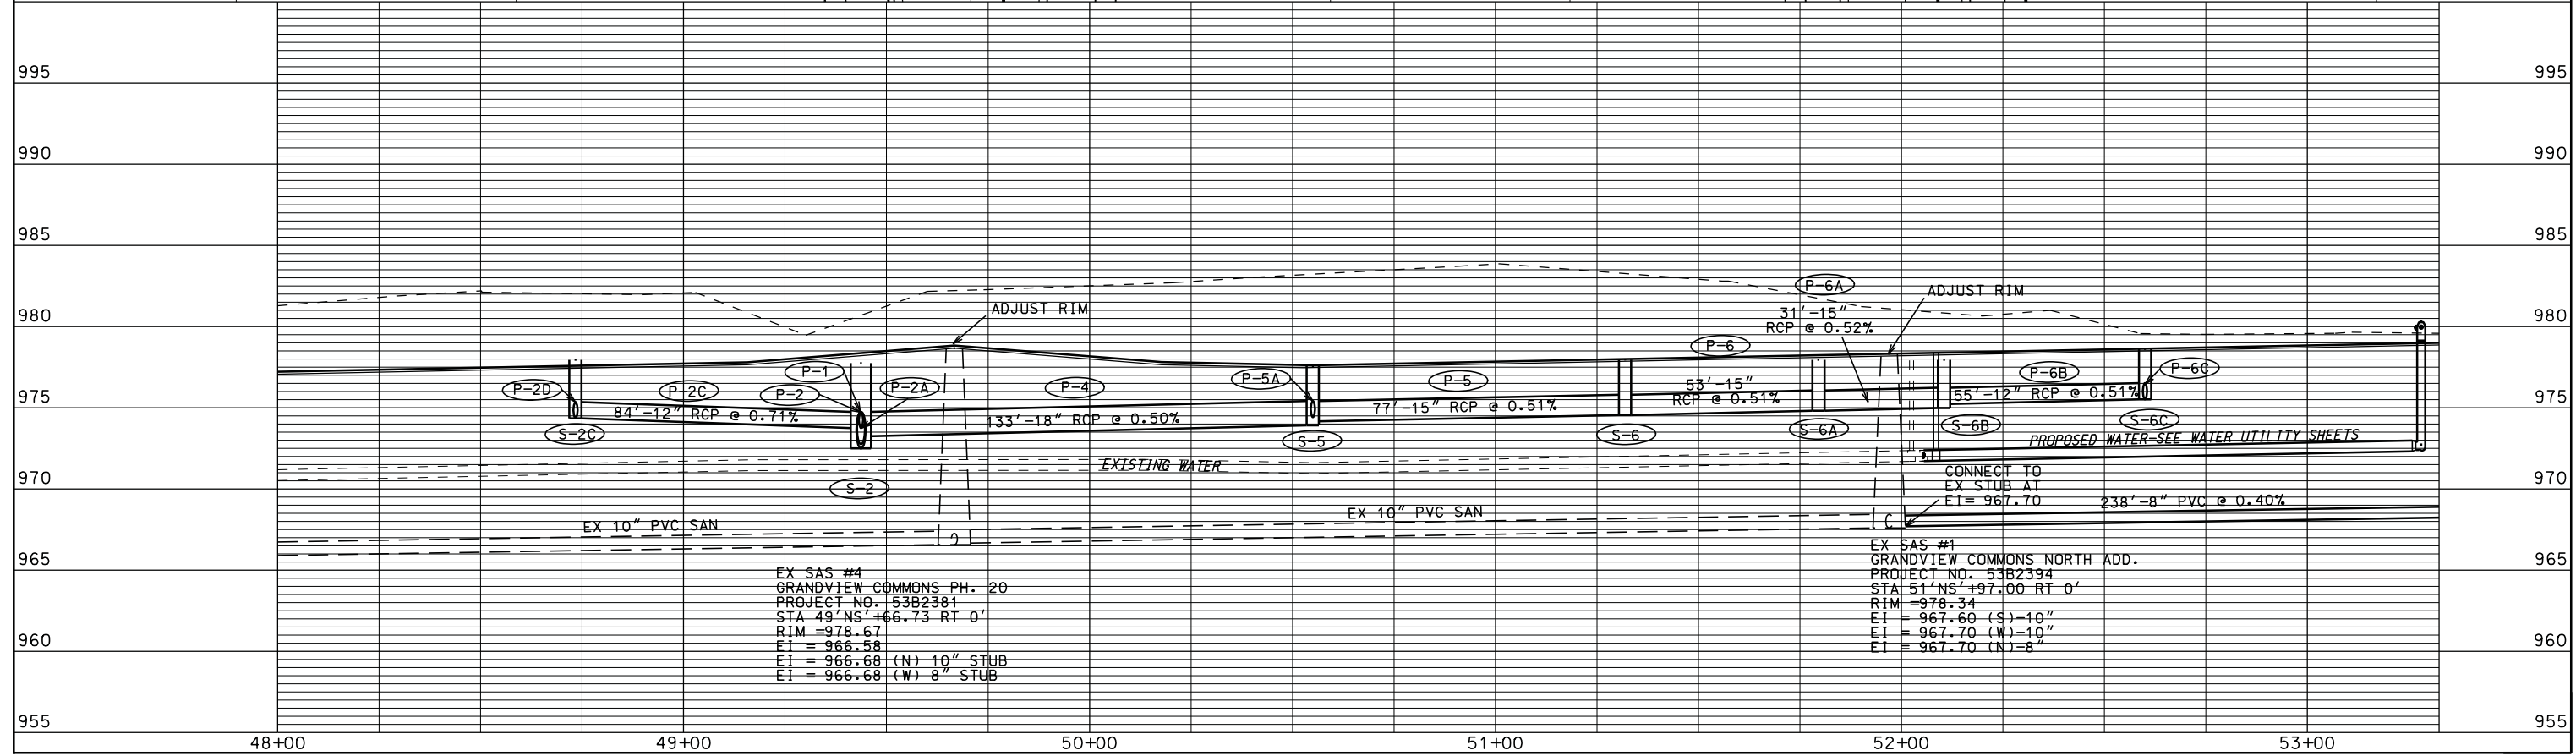 995 995
990 990
985 985
980 980
975 975
970 970
965 965
960 960
955 955
P-6A
ADJUST RIM
ADJUST RIM
31'-15"
RCP @ 0.52%
P-6
P-1
P-2D
P-2C
P-2
P-2A
P-4
P-5A
P-5
53'-15"
RCP @ 0.51%
P-6B
P-6C
84'-12" RCP @ 0.71%
133'-18" RCP @ 0.50%
77'-15" RCP @ 0.51%
55'-12" RCP @ 0.51%
S-2C
S-5
S-6
S-6A
S-6B
S-6C
PROPOSED WATER-SEE WATER UTILITY SHEETS
EXISTING WATER
S-2
CONNECT TO
EX STUB AT
EI= 967.70
238'-8" PVC @ 0.40%
EX 10" PVC SAN
EX 10" PVC SAN
EX SAS #4
GRANDVIEW COMMONS PH. 20
PROJECT NO. 53B2381
STA 49'NS'+66.73 RT 0'
RIM =978.67
EI = 966.58
EI = 966.68 (N) 10" STUB
EI = 966.68 (W) 8" STUB
EX SAS #1
GRANDVIEW COMMONS NORTH ADD.
PROJECT NO. 53B2394
STA 51'NS'+97.00 RT 0'
RIM =978.34
EI = 967.60 (S)-10"
EI = 967.70 (W)-10"
EI = 967.70 (N)-8"
48+00 49+00 50+00 51+00 52+00 53+00